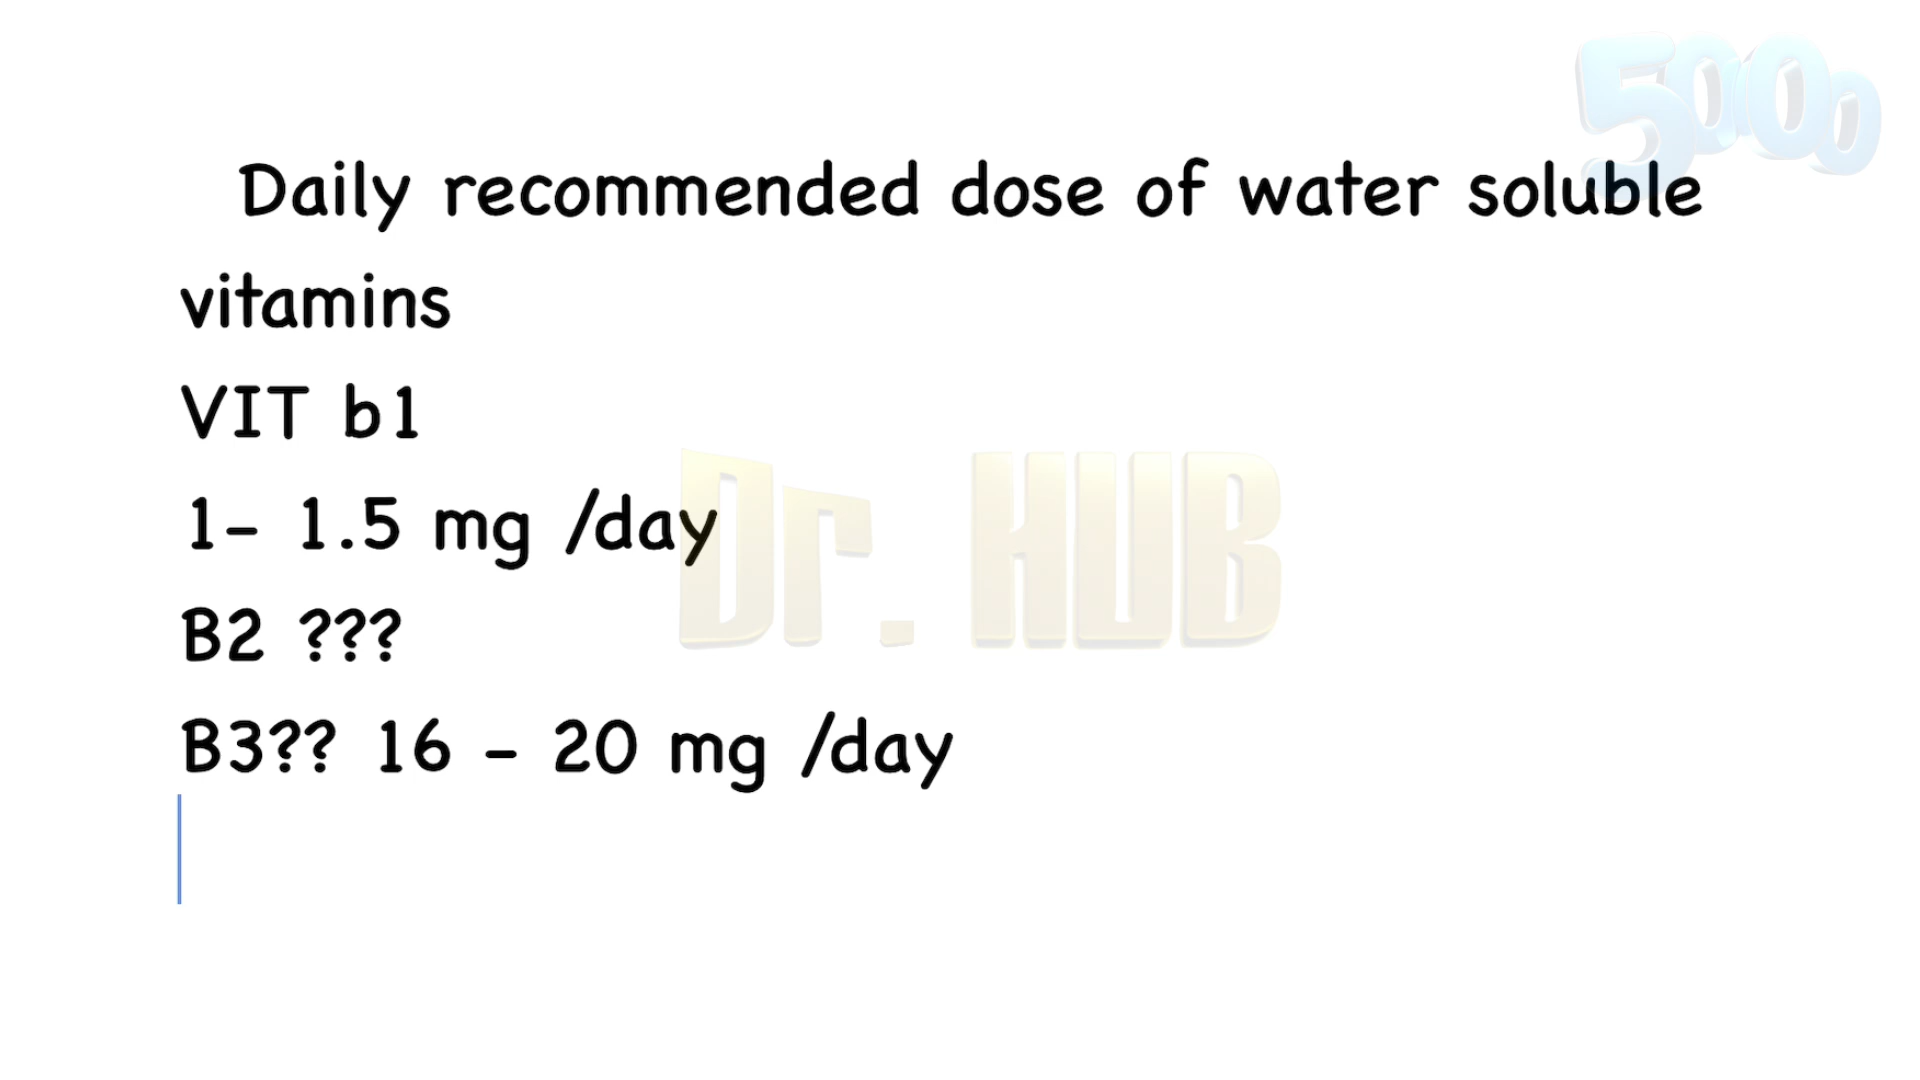 5000
Daily recommended dose of water soluble
vitamins
VIT b1
1- 1.5 mg /day
Dr. HUB
B2 ???
B3?? 16 - 20 mg /day